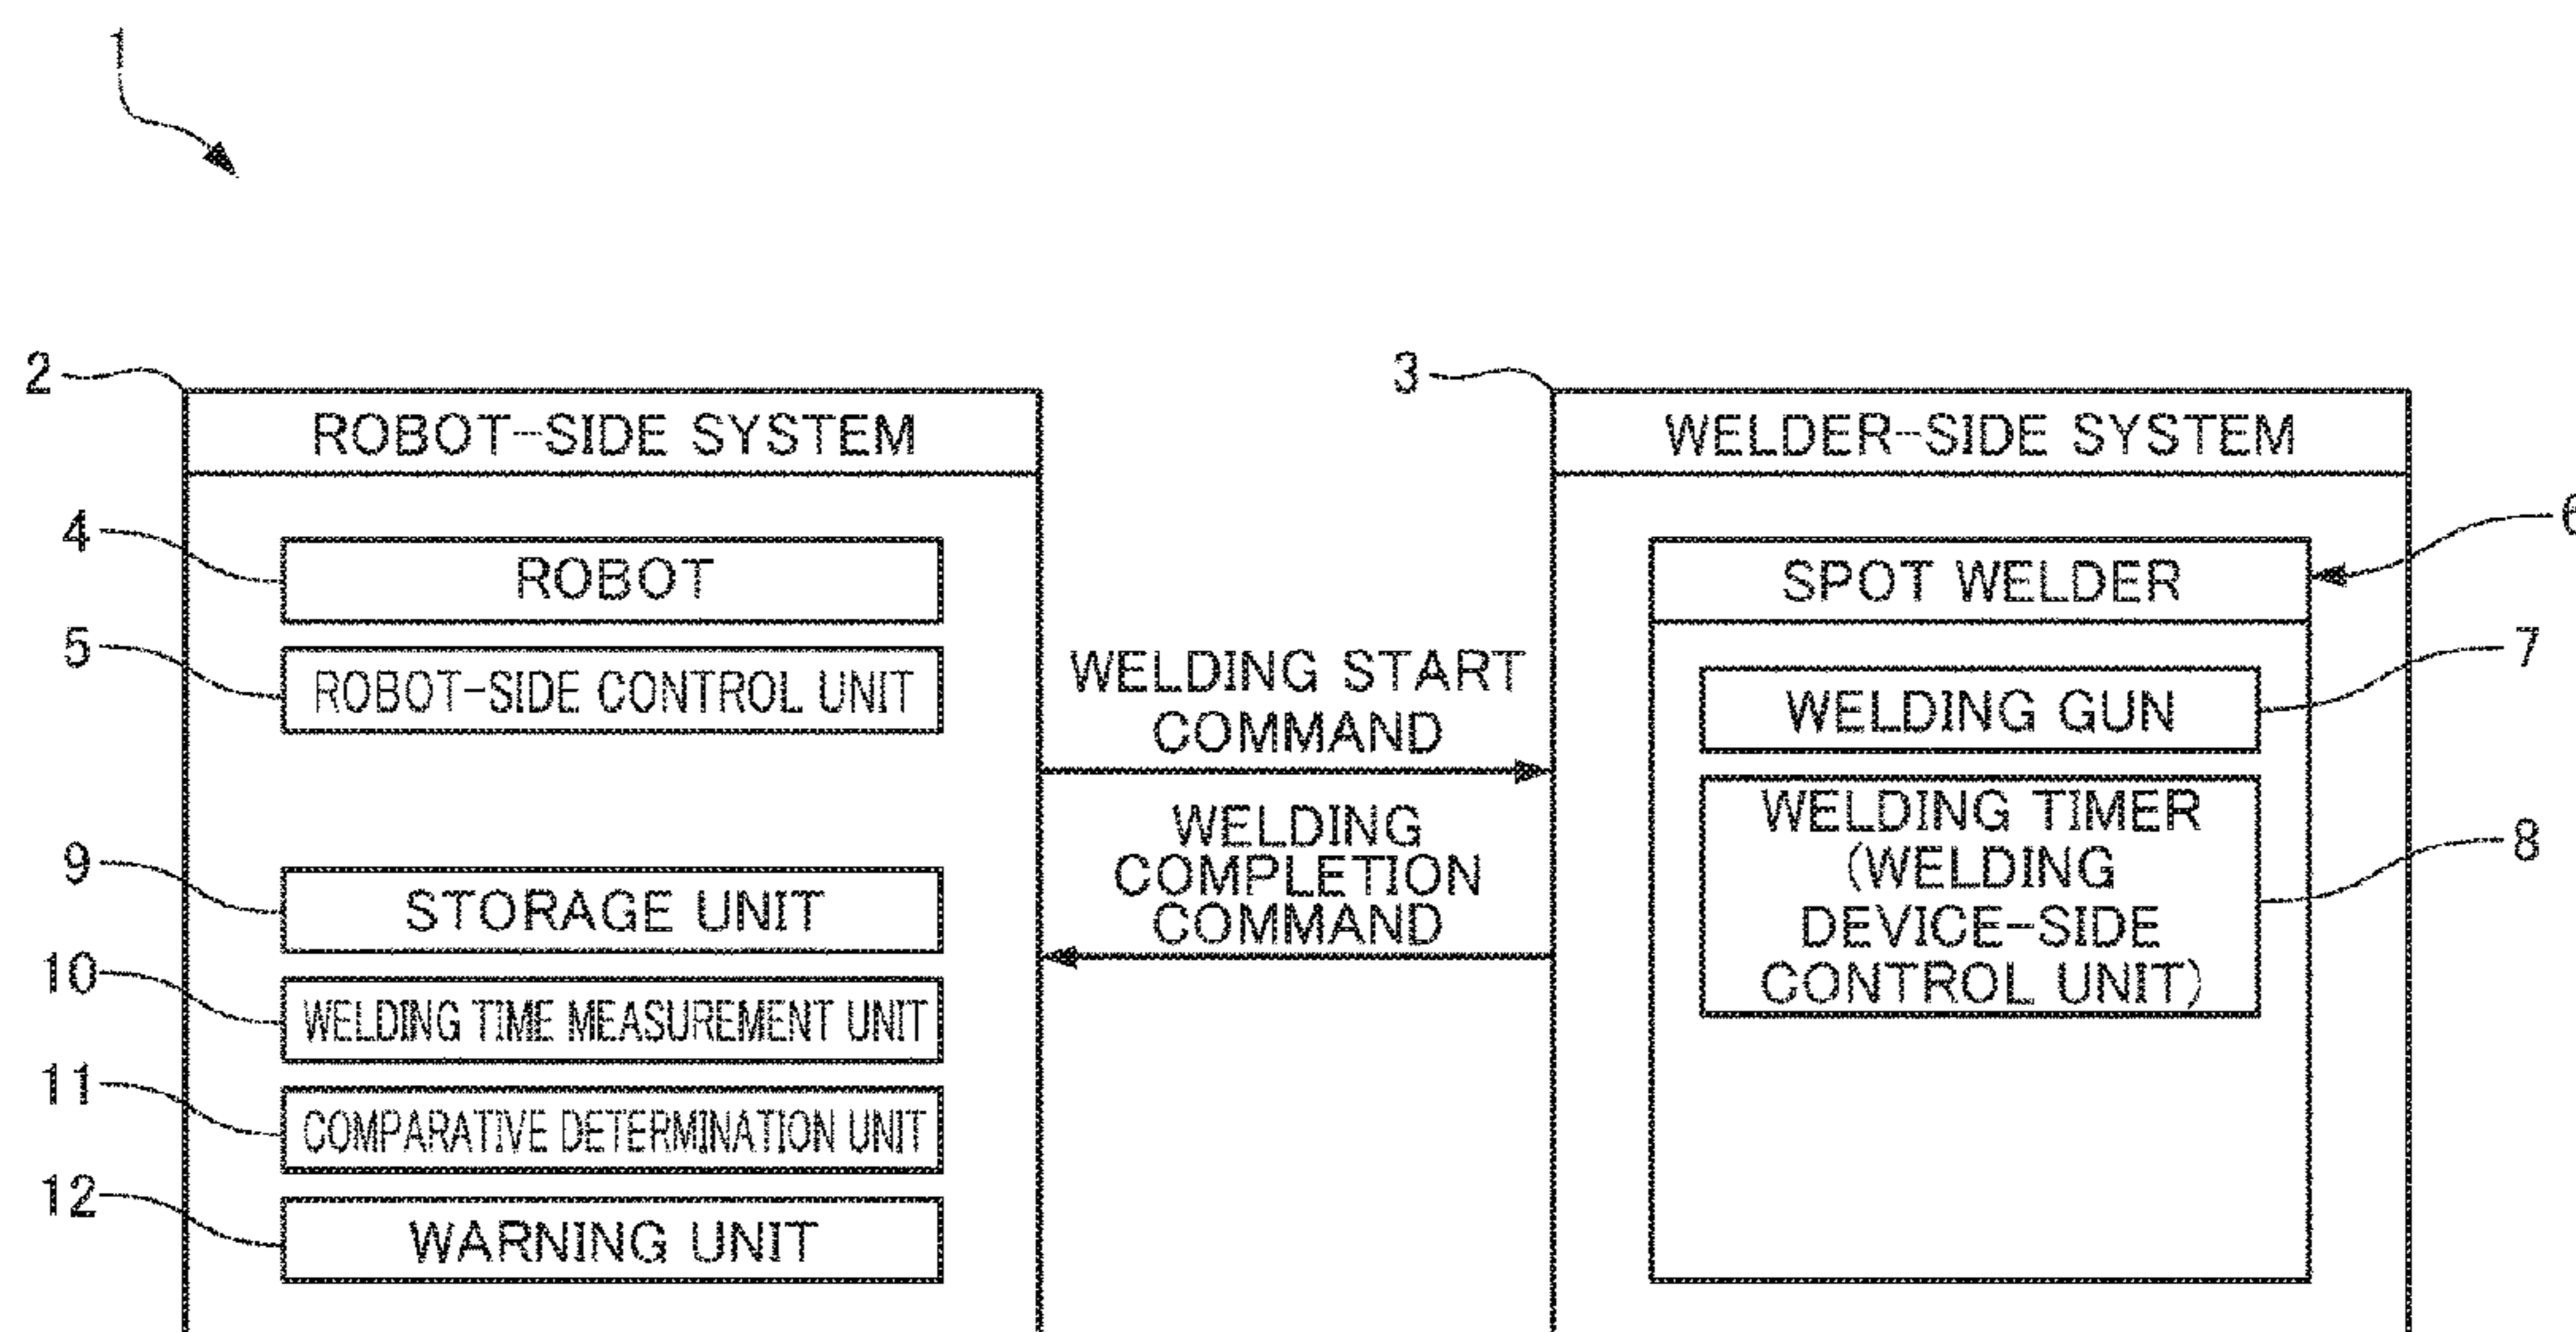 1
2
ROBOT-SIDE SYSTEM
4
ROBOT
5
ROBOT-SIDE CONTROL UNIT
9
STORAGE UNIT
10
WELDING TIME MEASUREMENT UNIT
11
COMPARATIVE DETERMINATION UNIT
12
WARNING UNIT
WELDING START
COMMAND
WELDING
COMPLETION
COMMAND
3
WELDER-SIDE SYSTEM
6
SPOT WELDER
7
WELDING GUN
8
WELDING TIMER
(WELDING
DEVICE-SIDE
CONTROL UNIT)